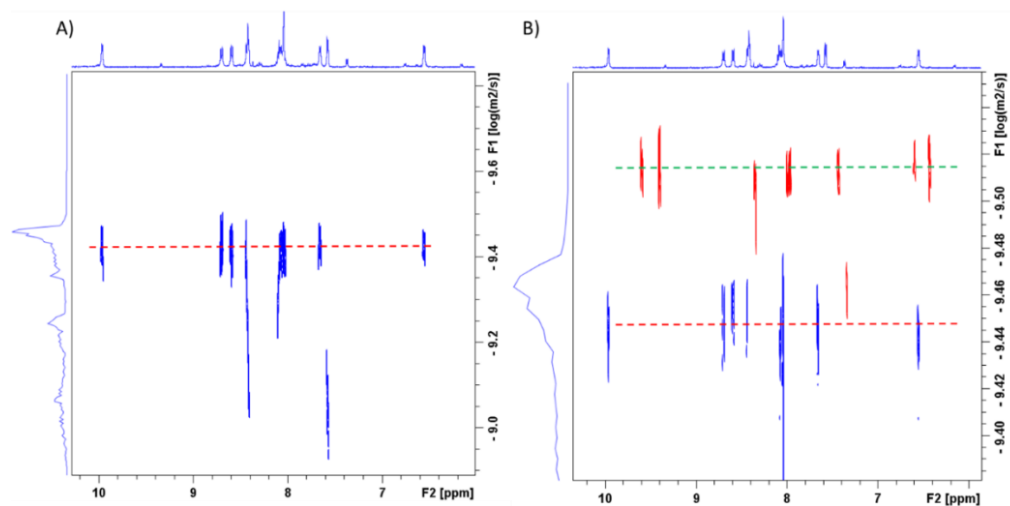 A)
F1 [log(m2/s)]
- 9.6
- 9.4
- 9.2
- 9.0
10 9 8 7 F2 [ppm]
B)
F1 [log(m2/s)]
- 9.50
- 9.48
- 9.46
- 9.44
- 9.42
- 9.40
10 9 8 7 F2 [ppm]